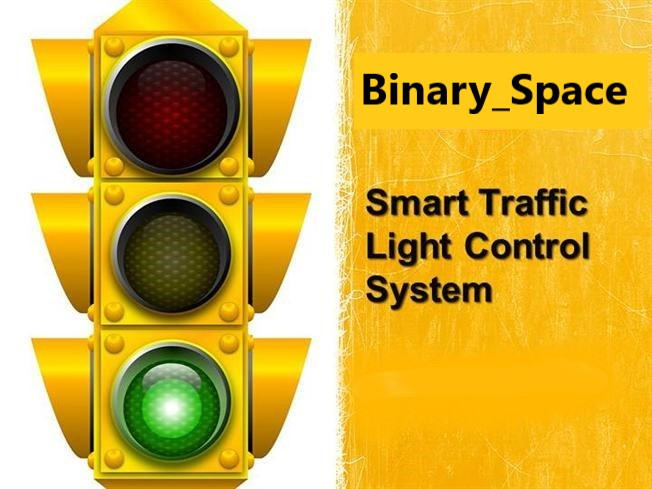 Binary_Space
Smart Traffic
Light Control
System